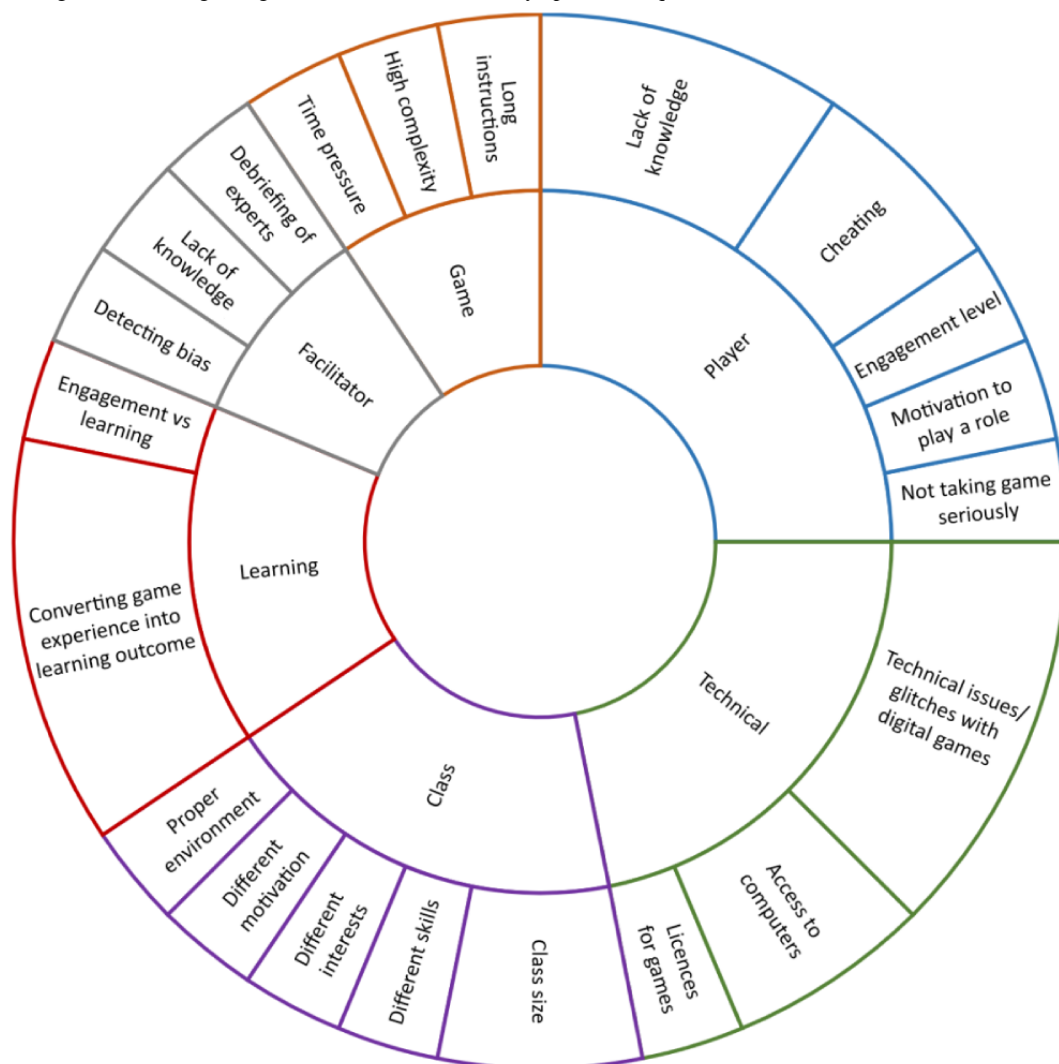 Long
instructions
High complexity
Time pressure
Debriefing of
experts
Lack of
knowledge
Detecting bias
Engagement vs
learning
Converting game
experience into
learning outcome
Proper
environment
Different
motivation
Different
interests
Different skills
Class size
Licences
for games
Access to
computers
Technical issues/
glitches with
digital games
Not taking game
seriously
Motivation to
play a role
Engagement level
Cheating
Lack of
knowledge
Game
Player
Facilitator
Learning
Class
Technical